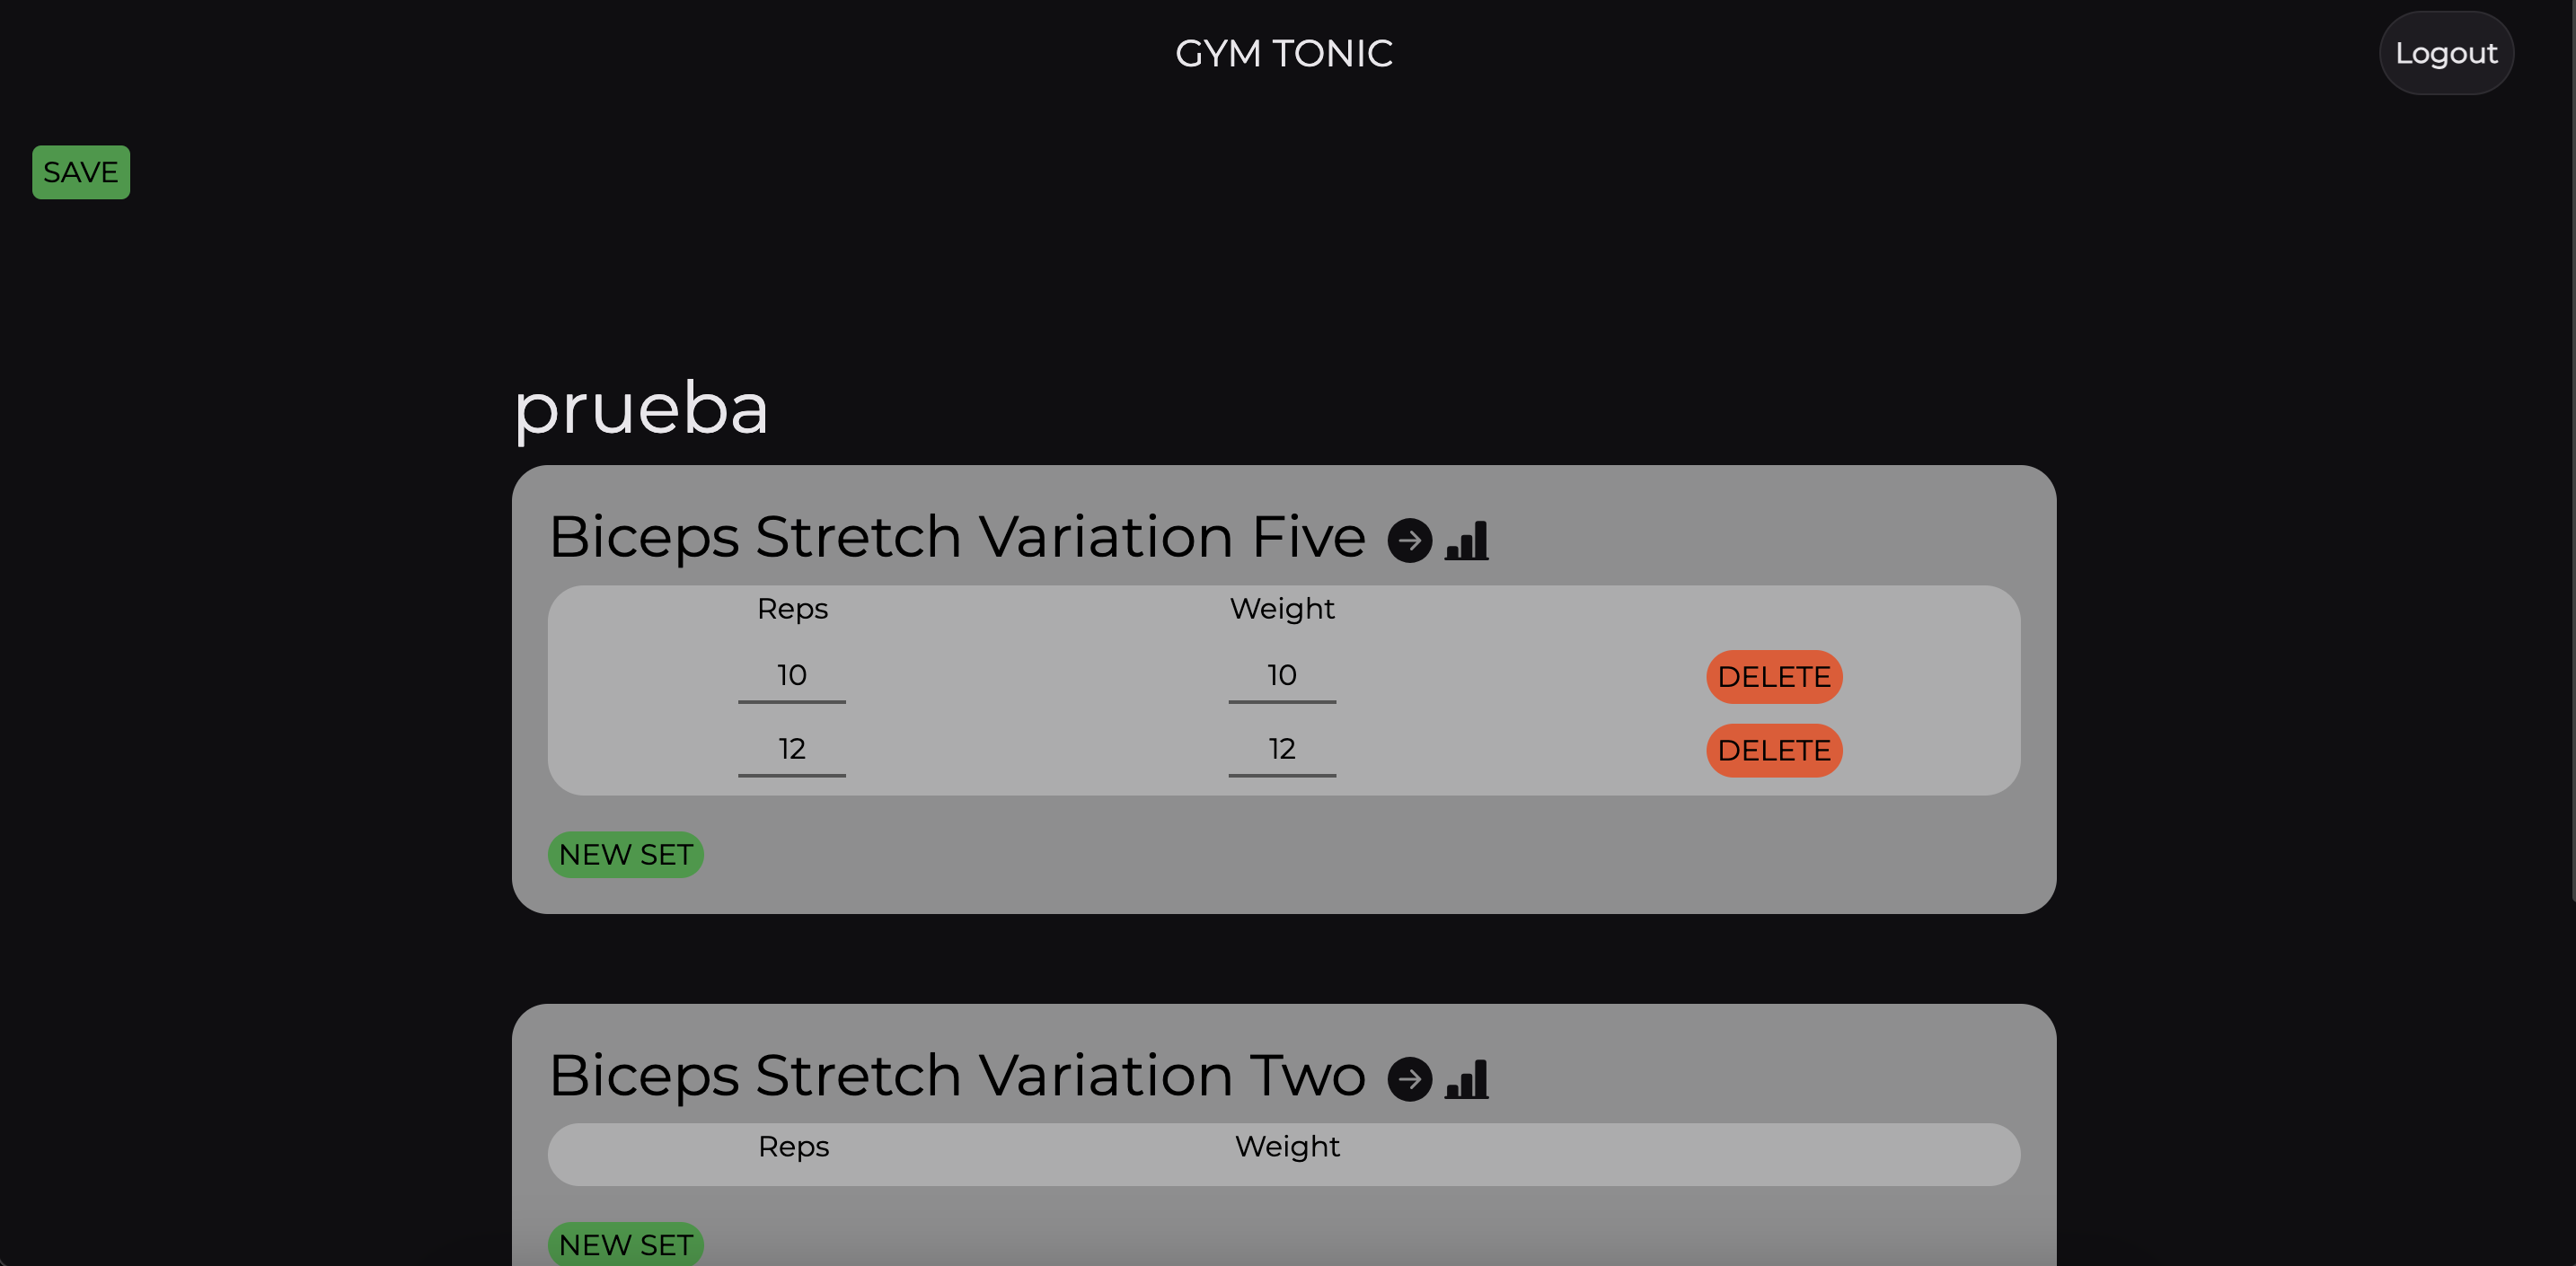 GYM TONIC
Logout
SAVE
prueba
Biceps Stretch Variation Five
Reps Weight
10 10 DELETE
12 12 DELETE
NEW SET
Biceps Stretch Variation Two
Reps Weight
NEW SET